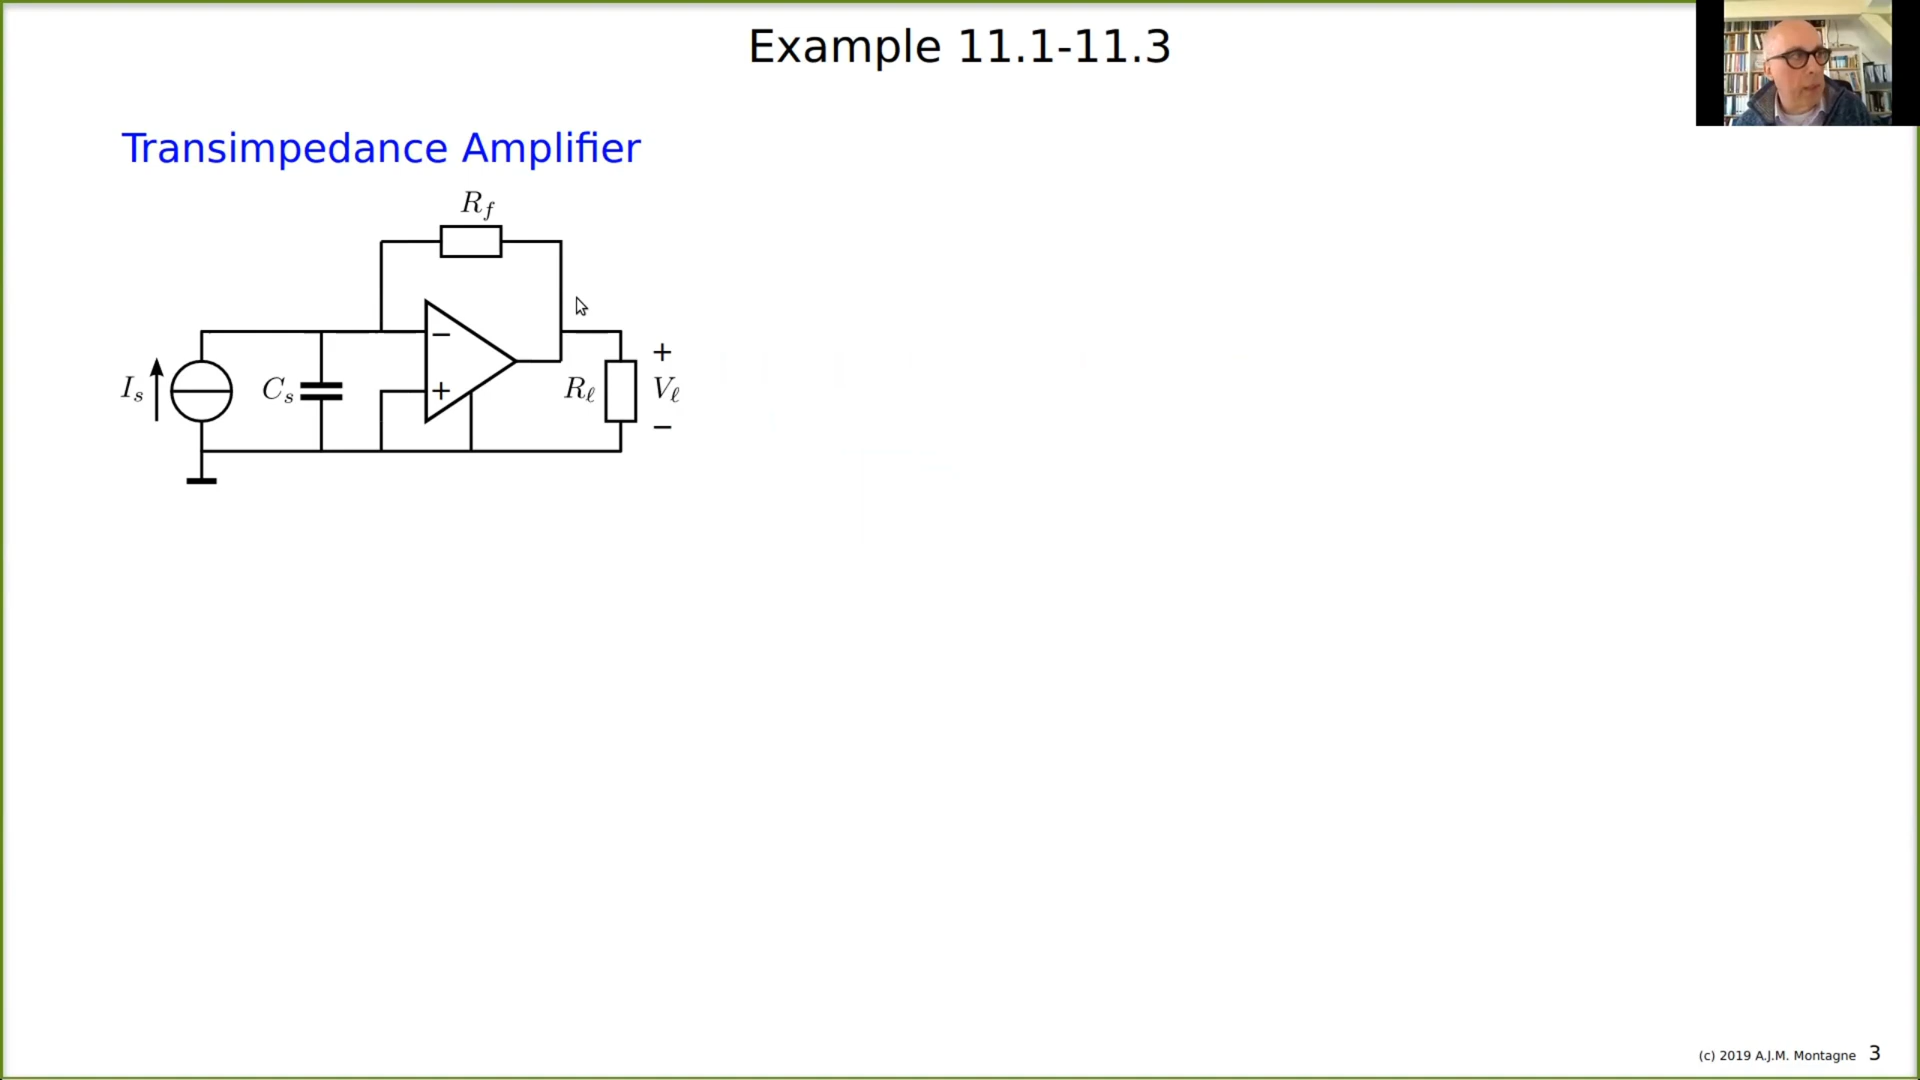 Example 11.1-11.3
Transimpedance Amplifier
R_f
−
+
I_s
C_s
R_ℓ
+
V_ℓ
−
(c) 2019 A.J.M. Montagne 3